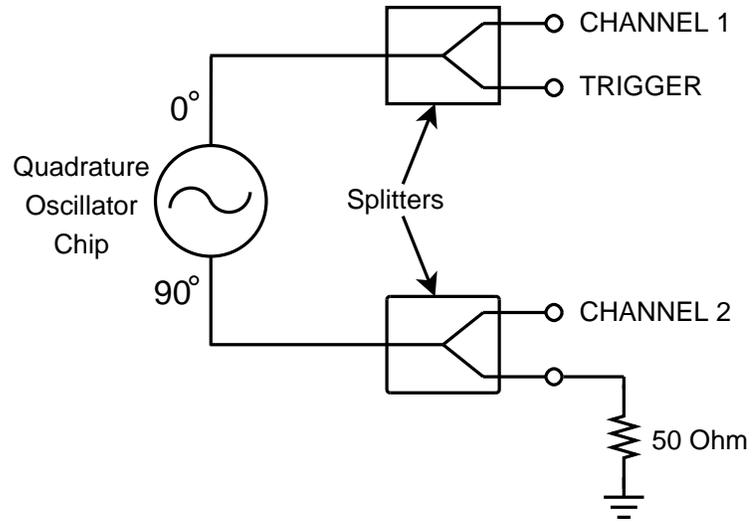 CHANNEL 1
TRIGGER
0°
Quadrature
Oscillator
Chip
Splitters
90°
CHANNEL 2
50 Ohm